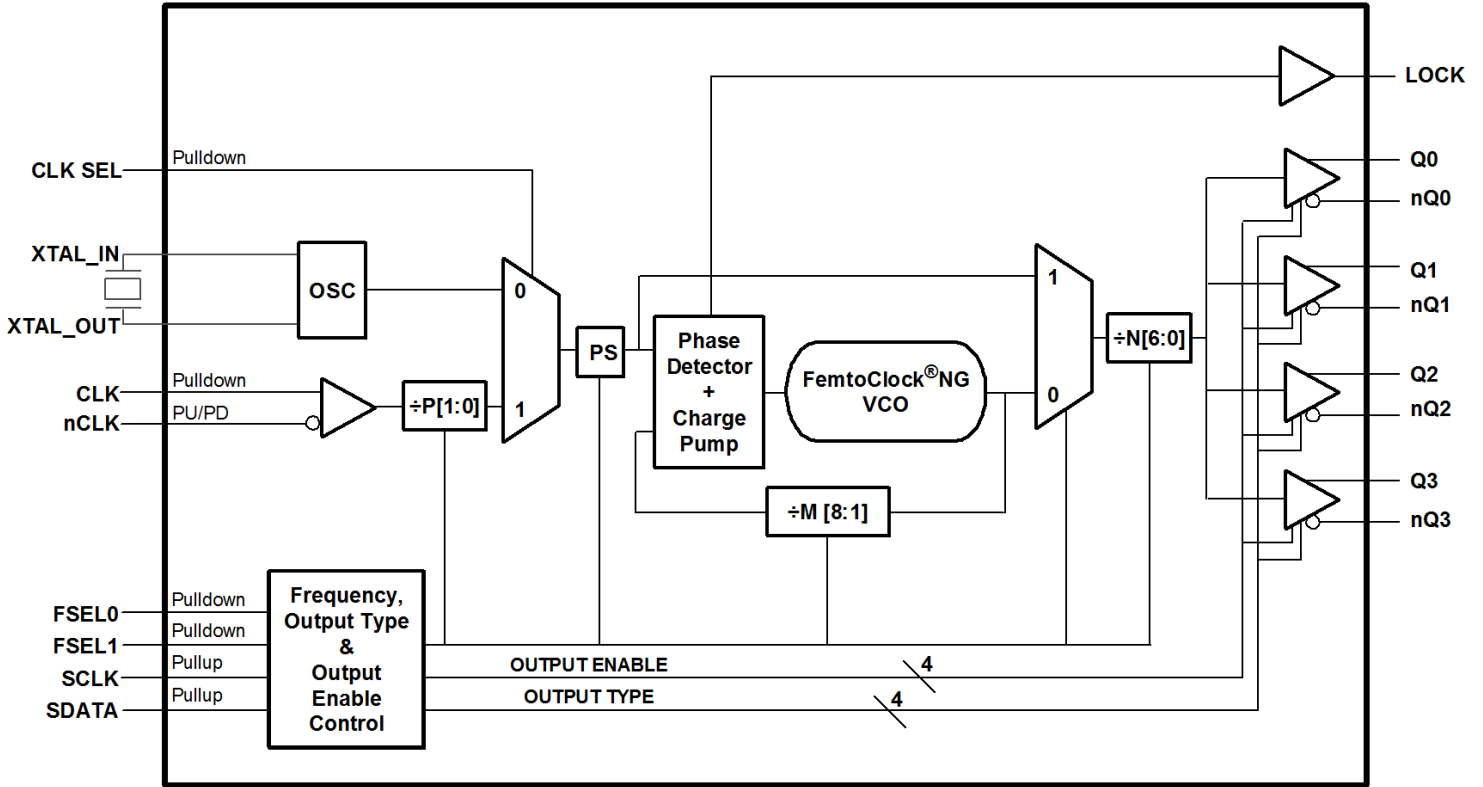 LOCK
Pulldown
CLK SEL
Q0
nQ0
XTAL_IN
OSC
XTAL_OUT
0
1
PS
Phase
Detector
+
Charge
Pump
FemtoClock®NG
VCO
1
0
÷N[6:0]
Q1
nQ1
CLK
Pulldown
nCLK
PU/PD
÷P[1:0]
÷M [8:1]
Q2
nQ2
Q3
nQ3
FSEL0
Pulldown
FSEL1
Pulldown
SCLK
Pullup
SDATA
Pullup
Frequency,
Output Type
&
Output
Enable
Control
OUTPUT ENABLE
4
OUTPUT TYPE
4